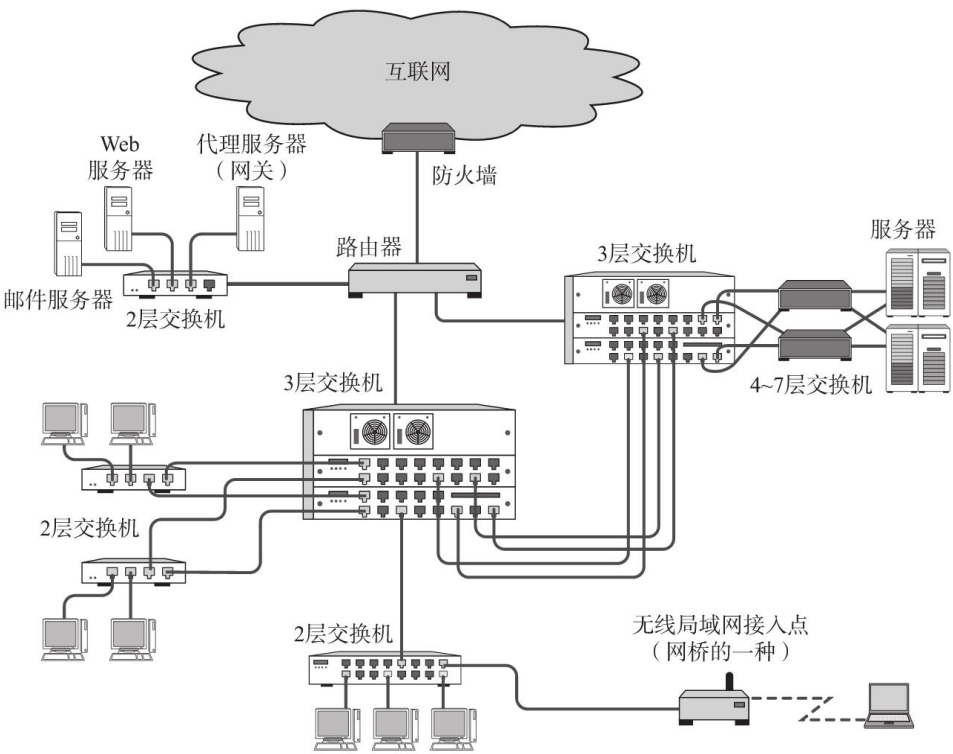 互联网
Web
服务器
代理服务器
（网关）
防火墙
邮件服务器
2层交换机
路由器
3层交换机
服务器
4~7层交换机
3层交换机
2层交换机
2层交换机
无线局域网接入点
（网桥的一种）